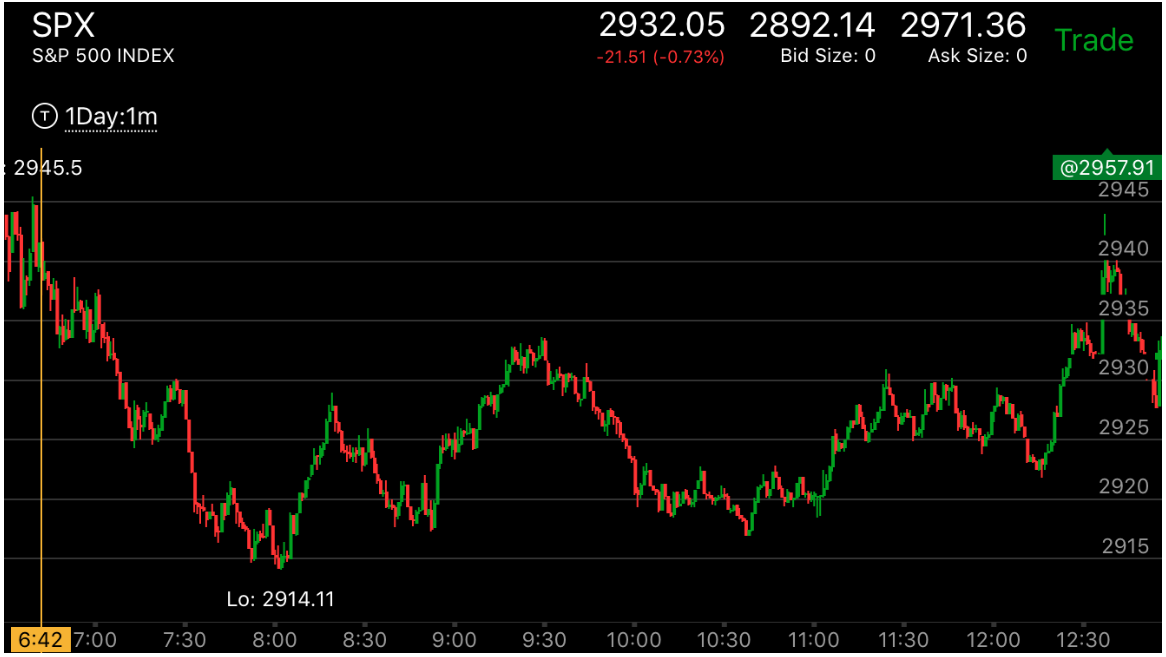 SPX 2932.05 2892.14 2971.36 Trade
S&P 500 INDEX -21.51 (-0.73%) Bid Size: 0 Ask Size: 0
T 1Day:1m
: 2945.5
@2957.91
2945
2940
2935
2930
2925
2920
2915
Lo: 2914.11
6:42 7:00 7:30 8:00 8:30 9:00 9:30 10:00 10:30 11:00 11:30 12:00 12:30